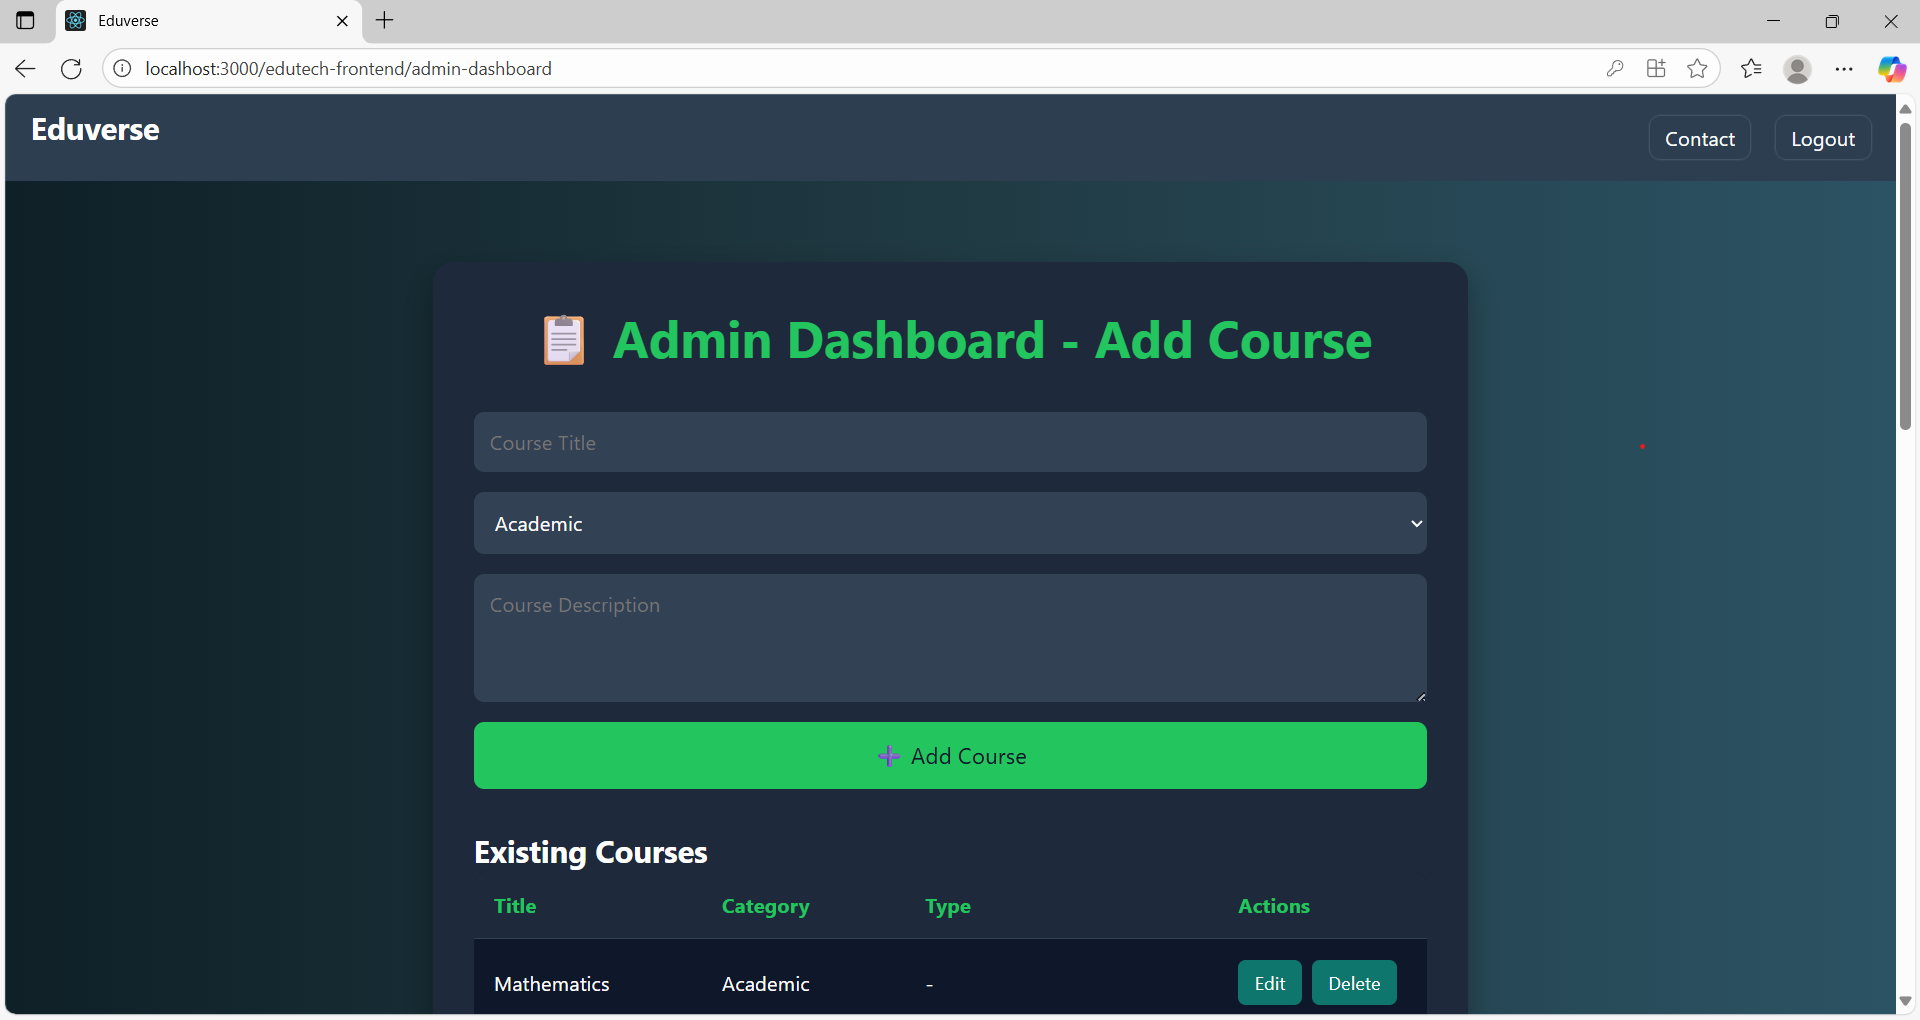 Eduverse
localhost:3000/edutech-frontend/admin-dashboard
Eduverse
Contact
Logout
Admin Dashboard - Add Course
Course Title
Academic
Course Description
Add Course
Existing Courses
Title Category Type Actions
Mathematics Academic - Edit Delete